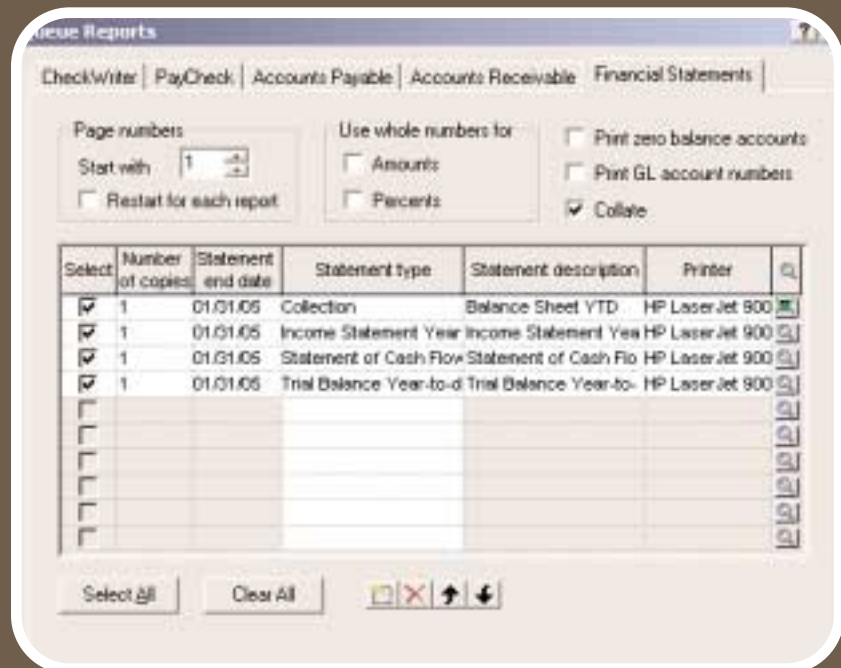 eue Reports
CheckWriter PayCheck Accounts Payable Accounts Receivable Financial Statements
Page numbers
Start with 1
Restart for each report
Use whole numbers for
Amounts
Percents
Print zero balance accounts
Print GL account numbers
Collate
Select Number of copies Statement end date Statement type Statement description Printer
1 01/31/05 Collection Balance Sheet YTD HP LaserJet 900
1 01/31/05 Income Statement Year Income Statement Yea HP LaserJet 900
1 01/31/05 Statement of Cash Flow Statement of Cash Flo HP LaserJet 900
1 01/31/05 Trial Balance Year-to-d Trial Balance Year-to- HP LaserJet 900
Select All Clear All